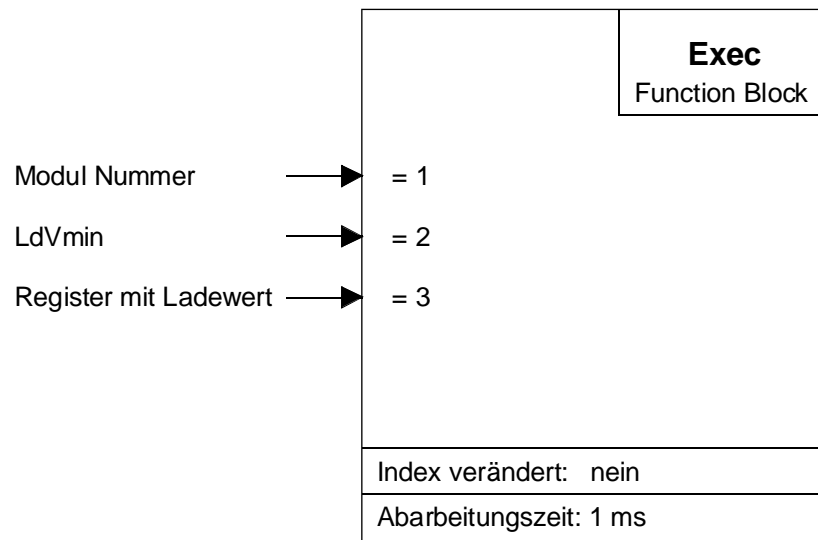 Exec
Function Block
Modul Nummer = 1
LdVmin = 2
Register mit Ladewert = 3
Index verändert: nein
Abarbeitungszeit: 1 ms